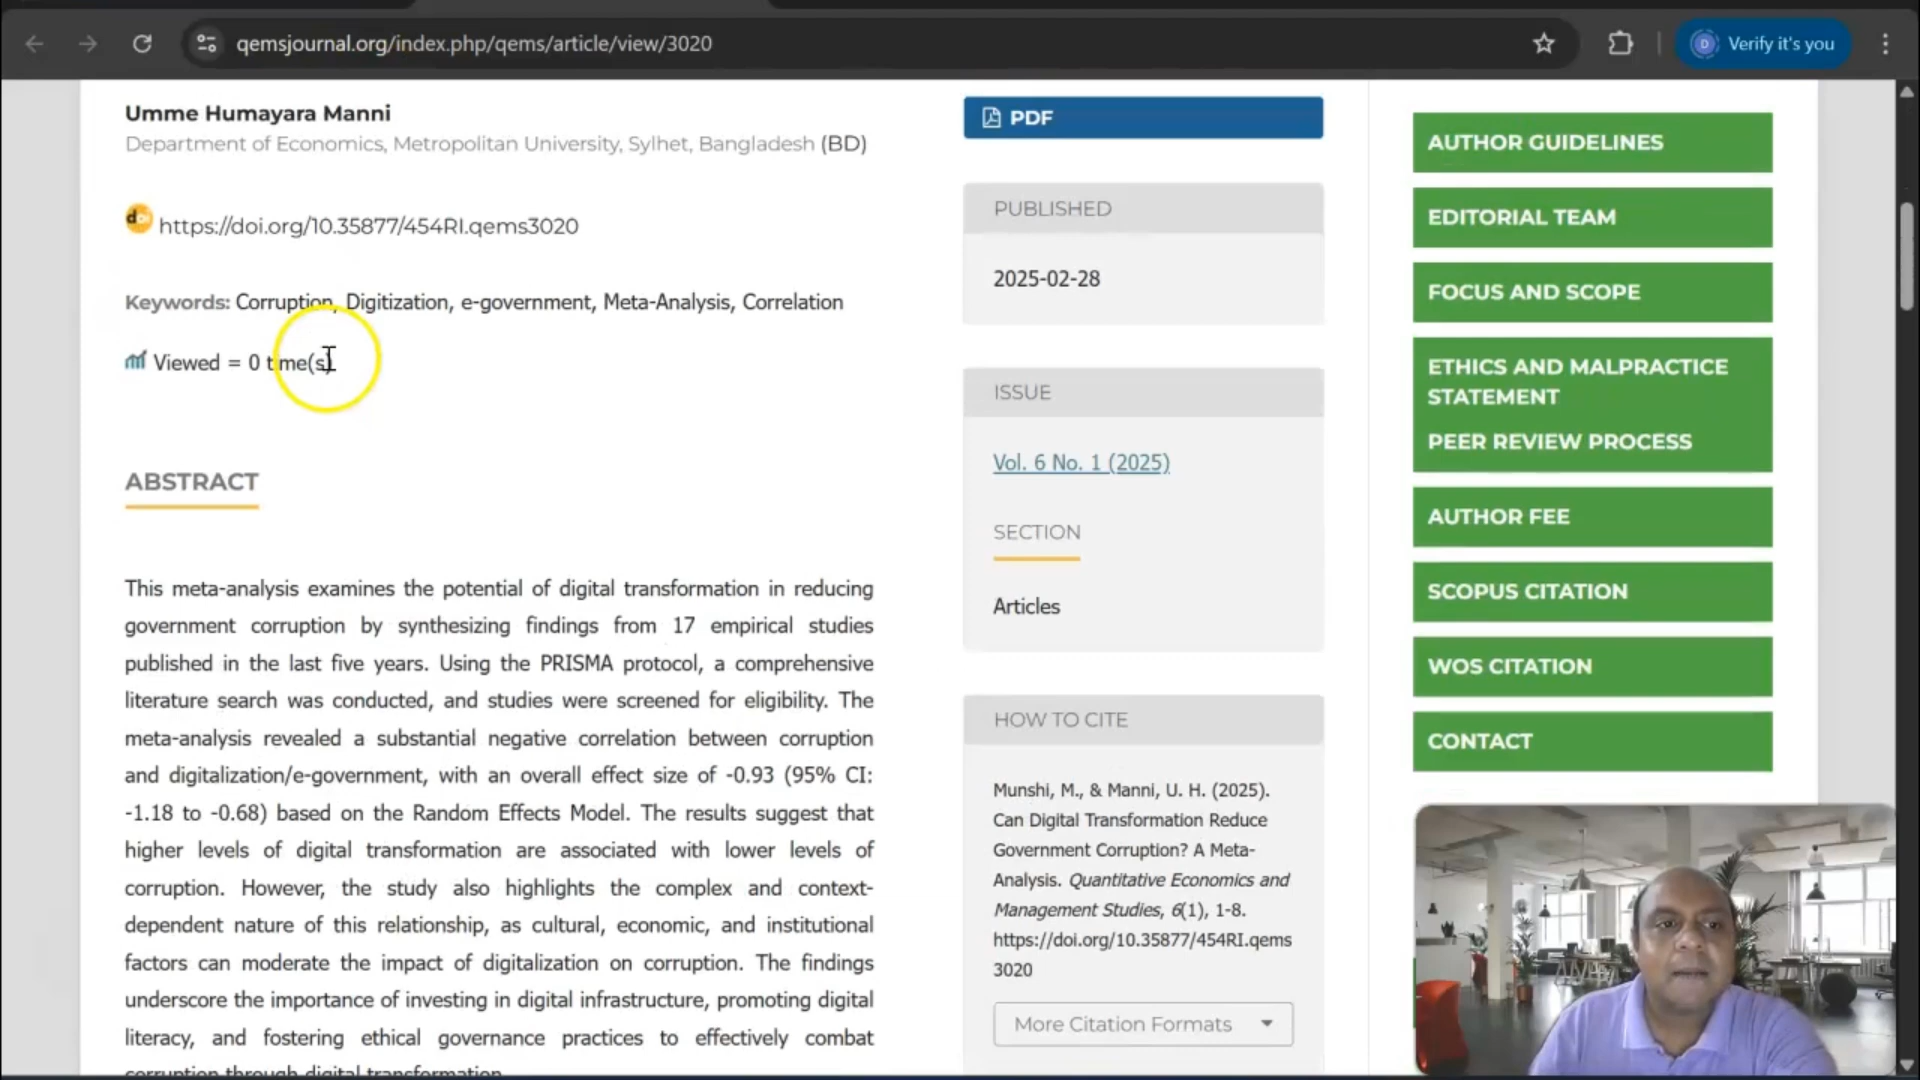 qemsjournal.org/index.php/qems/article/view/3020
Verify it's you
Umme Humayara Manni
Department of Economics, Metropolitan University, Sylhet, Bangladesh (BD)
https://doi.org/10.35877/454RI.qems3020
Keywords: Corruption, Digitization, e-government, Meta-Analysis, Correlation
Viewed = 0 time(s)
ABSTRACT
This meta-analysis examines the potential of digital transformation in reducing
government corruption by synthesizing findings from 17 empirical studies
published in the last five years. Using the PRISMA protocol, a comprehensive
literature search was conducted, and studies were screened for eligibility. The
meta-analysis revealed a substantial negative correlation between corruption
and digitalization/e-government, with an overall effect size of -0.93 (95% CI:
-1.18 to -0.68) based on the Random Effects Model. The results suggest that
higher levels of digital transformation are associated with lower levels of
corruption. However, the study also highlights the complex and context-
dependent nature of this relationship, as cultural, economic, and institutional
factors can moderate the impact of digitalization on corruption. The findings
underscore the importance of investing in digital infrastructure, promoting digital
literacy, and fostering ethical governance practices to effectively combat
corruption through digital transformation.
PDF
PUBLISHED
2025-02-28
ISSUE
Vol. 6 No. 1 (2025)
SECTION
Articles
HOW TO CITE
Munshi, M., & Manni, U. H. (2025).
Can Digital Transformation Reduce
Government Corruption? A Meta-
Analysis. Quantitative Economics and
Management Studies, 6(1), 1-8.
https://doi.org/10.35877/454RI.qems
3020
More Citation Formats
AUTHOR GUIDELINES
EDITORIAL TEAM
FOCUS AND SCOPE
ETHICS AND MALPRACTICE
STATEMENT
PEER REVIEW PROCESS
AUTHOR FEE
SCOPUS CITATION
WOS CITATION
CONTACT